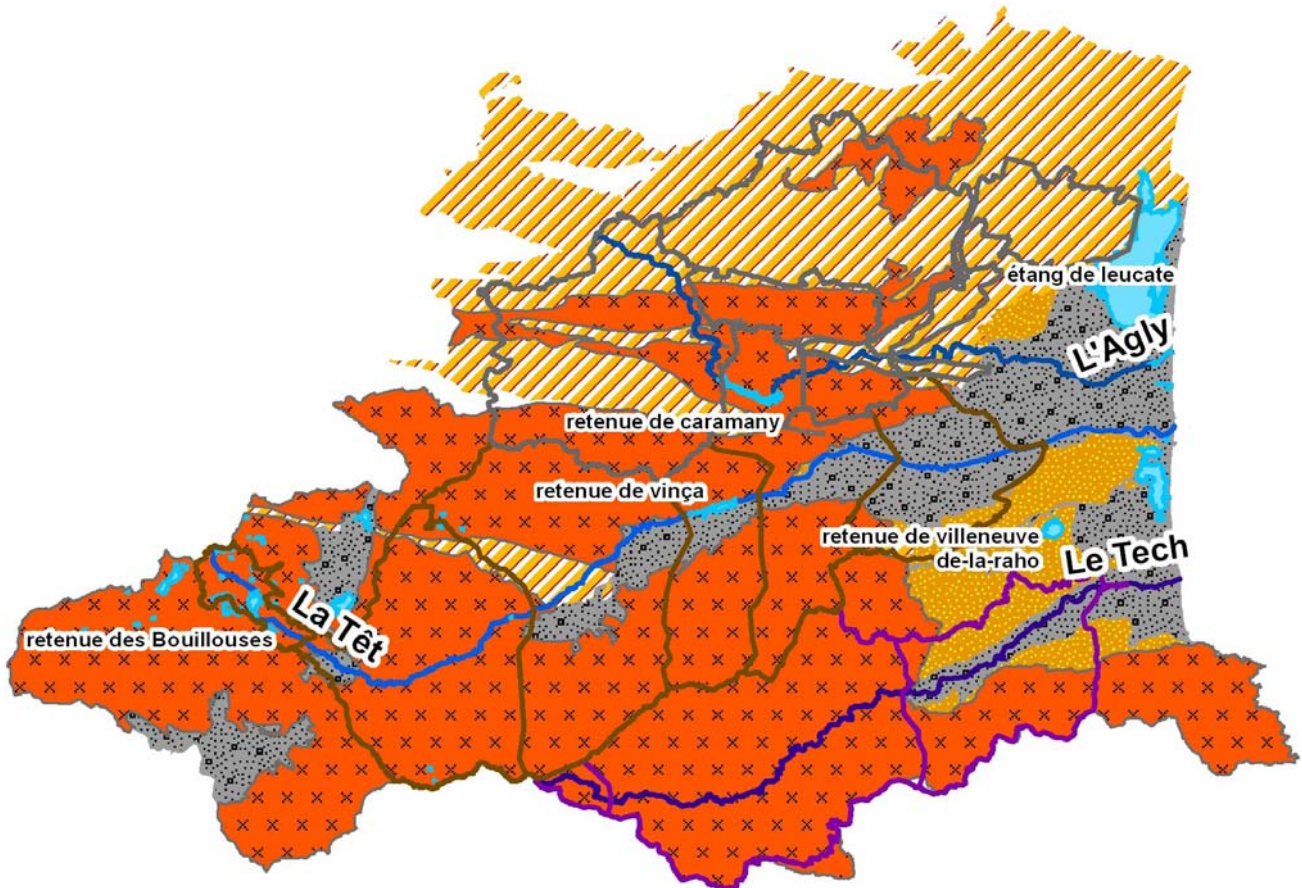 étang de leucate
L'Agly
retenue de caramany
retenue de vinça
retenue de villeneuve
de-la-raho
Le Tech
La Têt
retenue des Bouillouses